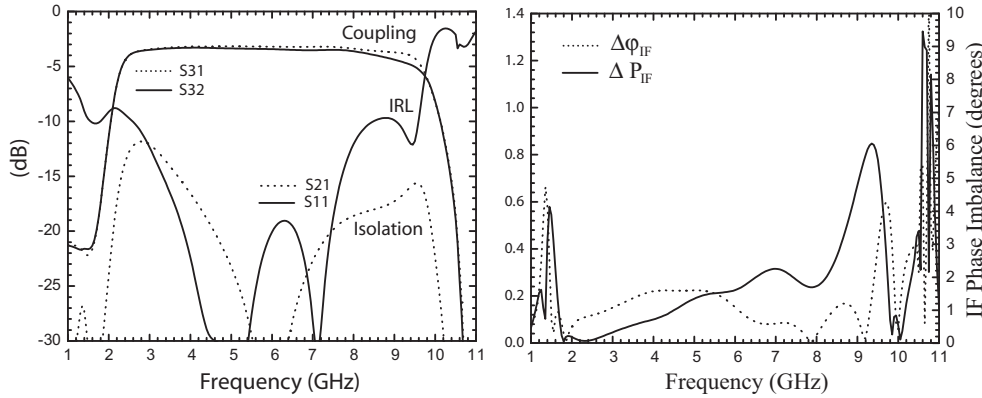 0
-5
-10
-15
-20
-25
-30
(dB)
1 2 3 4 5 6 7 8 9 10 11
Frequency (GHz)
Coupling
S31
S32
IRL
S21
S11
Isolation
1.4
1.2
1.0
0.8
0.6
0.4
0.2
0.0
1 2 3 4 5 6 7 8 9 10 11
Frequency (GHz)
Δφ_IF
Δ P_IF
10
9
8
7
6
5
4
3
2
1
0
IF Phase Imbalance (degrees)